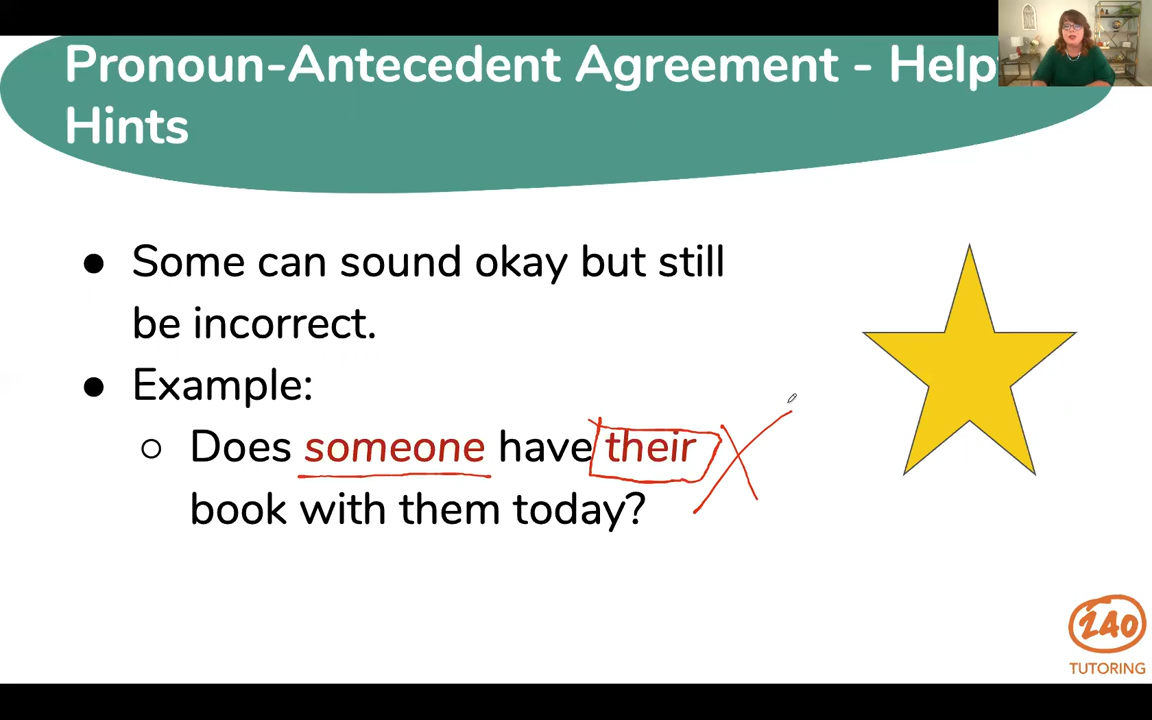 Pronoun-Antecedent Agreement - Help
Hints
● Some can sound okay but still
be incorrect.
● Example:
○ Does someone have their
book with them today?
240
TUTORING